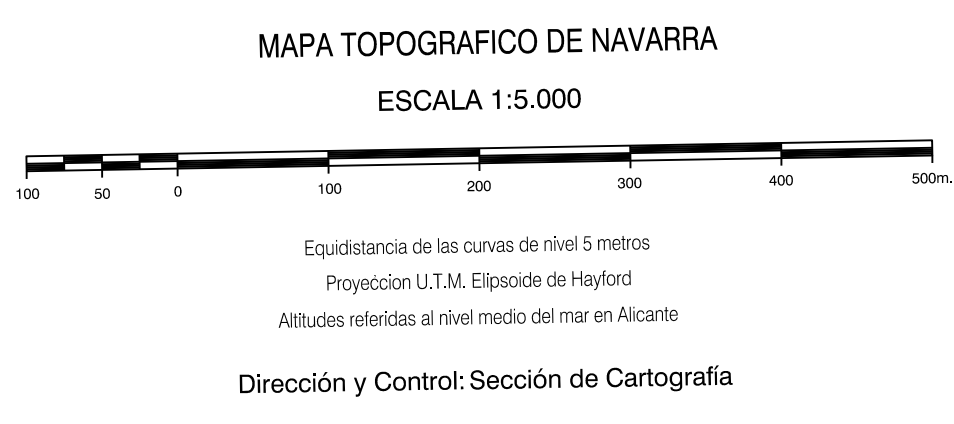 MAPA TOPOGRAFICO DE NAVARRA
ESCALA 1:5.000
100 50 0 100 200 300 400 500m.
Equidistancia de las curvas de nivel 5 metros
Proyeccion U.T.M. Elipsoide de Hayford
Altitudes referidas al nivel medio del mar en Alicante
Dirección y Control: Sección de Cartografía